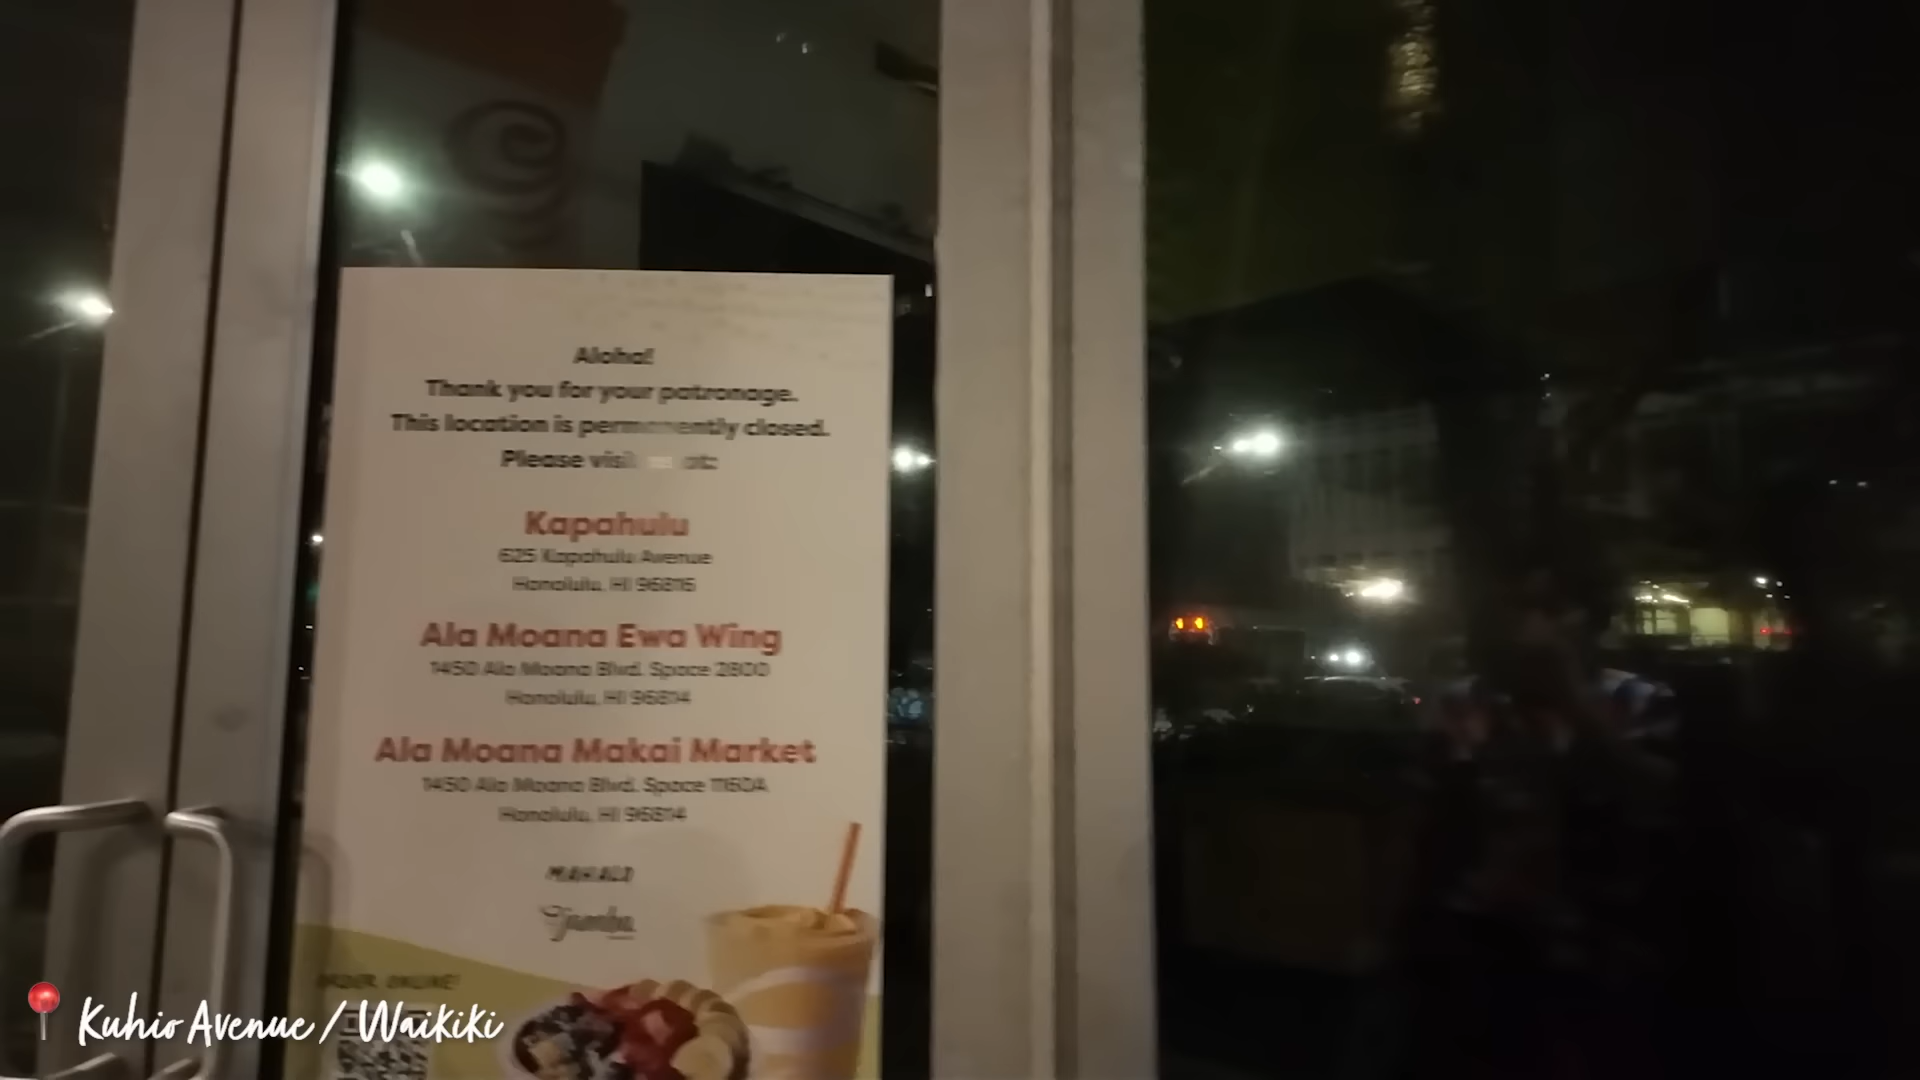 Aloha!
Thank you for your patronage.
This location is permanently closed.
Please visit at:
Kapahulu
625 Kapahulu Avenue
Honolulu, HI 96816
Ala Moana Ewa Wing
1450 Ala Moana Blvd. Space 2800
Honolulu, HI 96814
Ala Moana Makai Market
1450 Ala Moana Blvd. Space 1160A
Honolulu, HI 96814
MAHALO
Jamba
ORDER ONLINE!
Kuhio Avenue / Waikiki